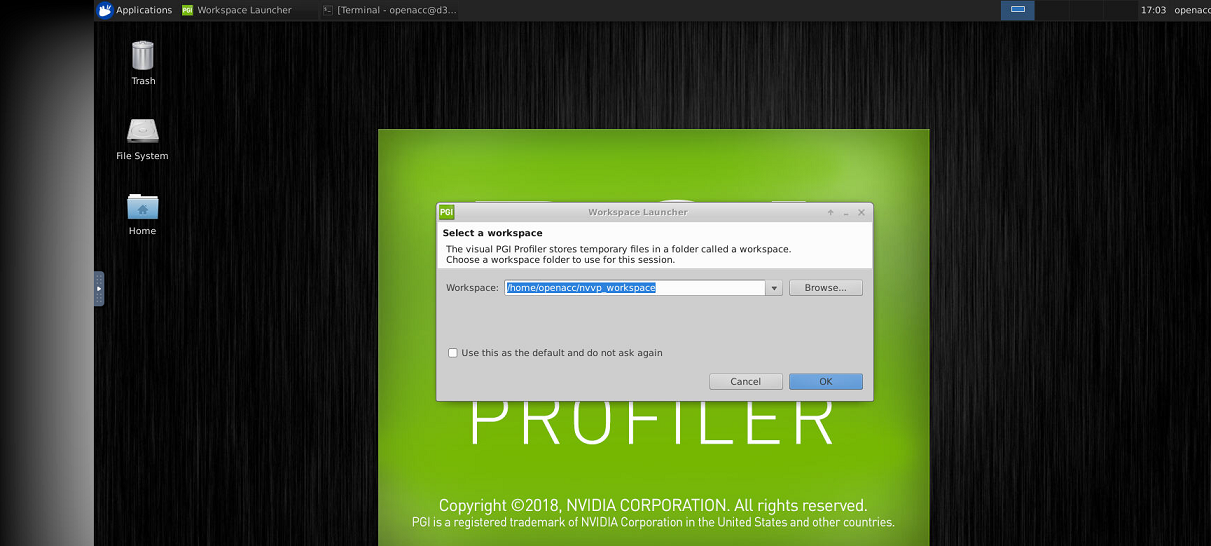 Applications
Workspace Launcher
[Terminal - openacc@d3...
17:03
openacc
Trash
File System
Home
PGI
Workspace Launcher
Select a workspace
The visual PGI Profiler stores temporary files in a folder called a workspace.
Choose a workspace folder to use for this session.
Workspace:
/home/openacc/nvvp_workspace
Browse...
Use this as the default and do not ask again
Cancel
OK
PROFILER
Copyright ©2018, NVIDIA CORPORATION. All rights reserved.
PGI is a registered trademark of NVIDIA Corporation in the United States and other countries.